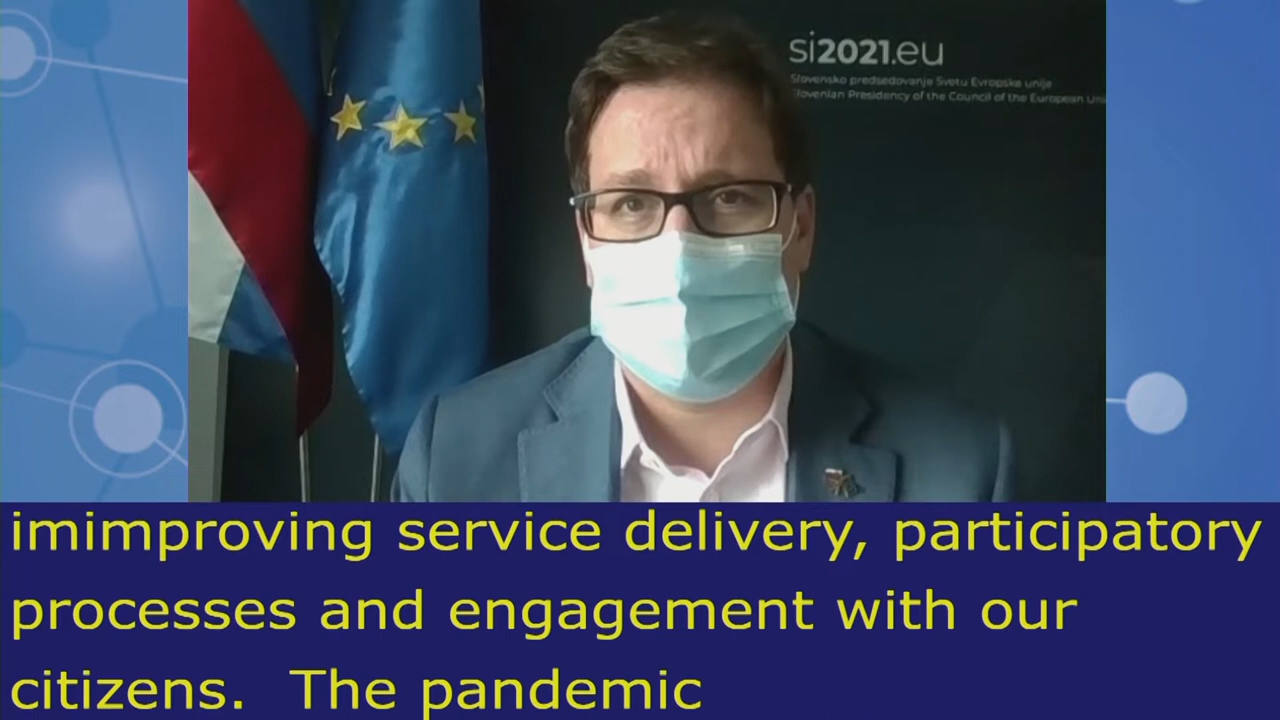 si2021.eu
Slovensko predsedovanje Svetu Evropske unije
Slovenian Presidency of the Council of the European
imimproving service delivery, participatory
processes and engagement with our
citizens. The pandemic